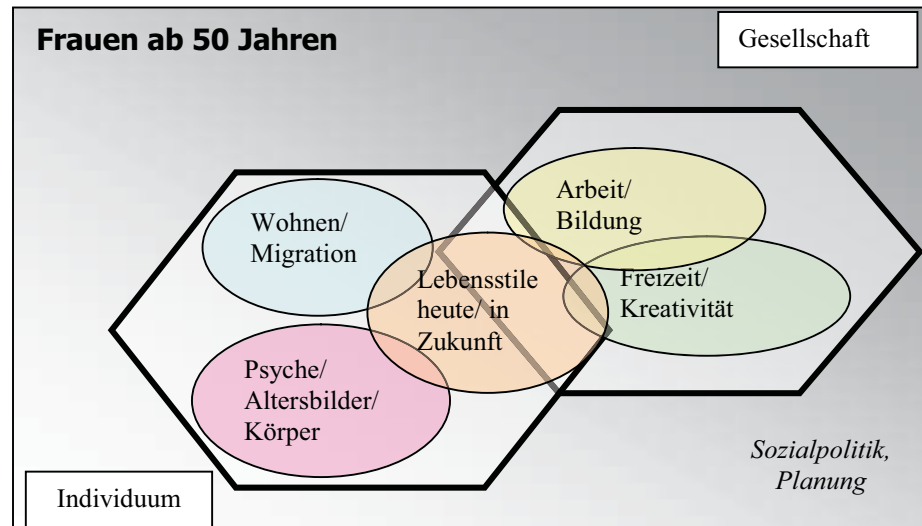 Frauen ab 50 Jahren
Gesellschaft
Arbeit/
Bildung
Wohnen/
Migration
Lebensstile
heute/ in
Zukunft
Freizeit/
Kreativität
Psyche/
Altersbilder/
Körper
Sozialpolitik,
Planung
Individuum